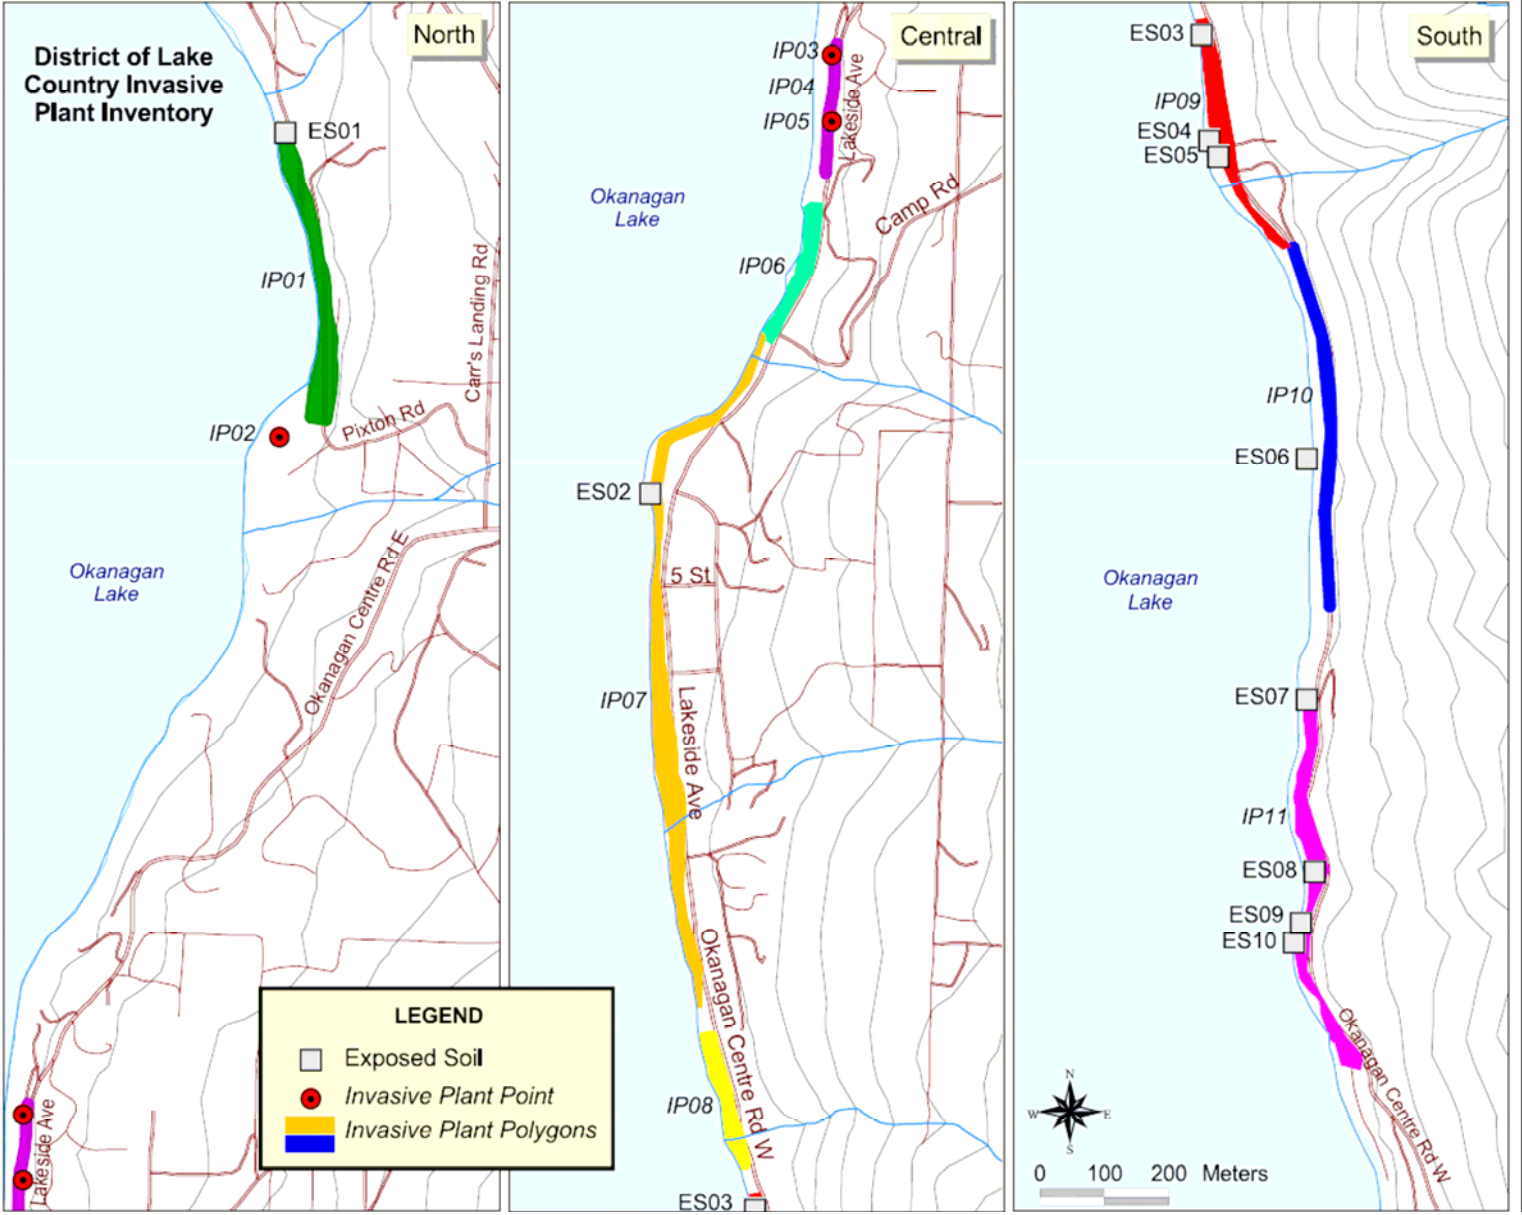 District of Lake
Country Invasive
Plant Inventory
North
ES01
IP01
Carr's Landing Rd
IP02
Pixton Rd
Okanagan Centre Rd E
Okanagan
Lake
Lakeside Ave
LEGEND
Exposed Soil
Invasive Plant Point
Invasive Plant Polygons
Central
IP03
IP04
IP05
Lakeside Ave
Okanagan
Lake
Camp Rd
IP06
ES02
5 St
IP07
Lakeside Ave
Okanagan Centre Rd W
IP08
ES03
South
ES03
IP09
ES04
ES05
IP10
ES06
Okanagan
Lake
ES07
IP11
ES08
ES09
ES10
Okanagan Centre Rd W
N
W
E
S
0 100 200 Meters